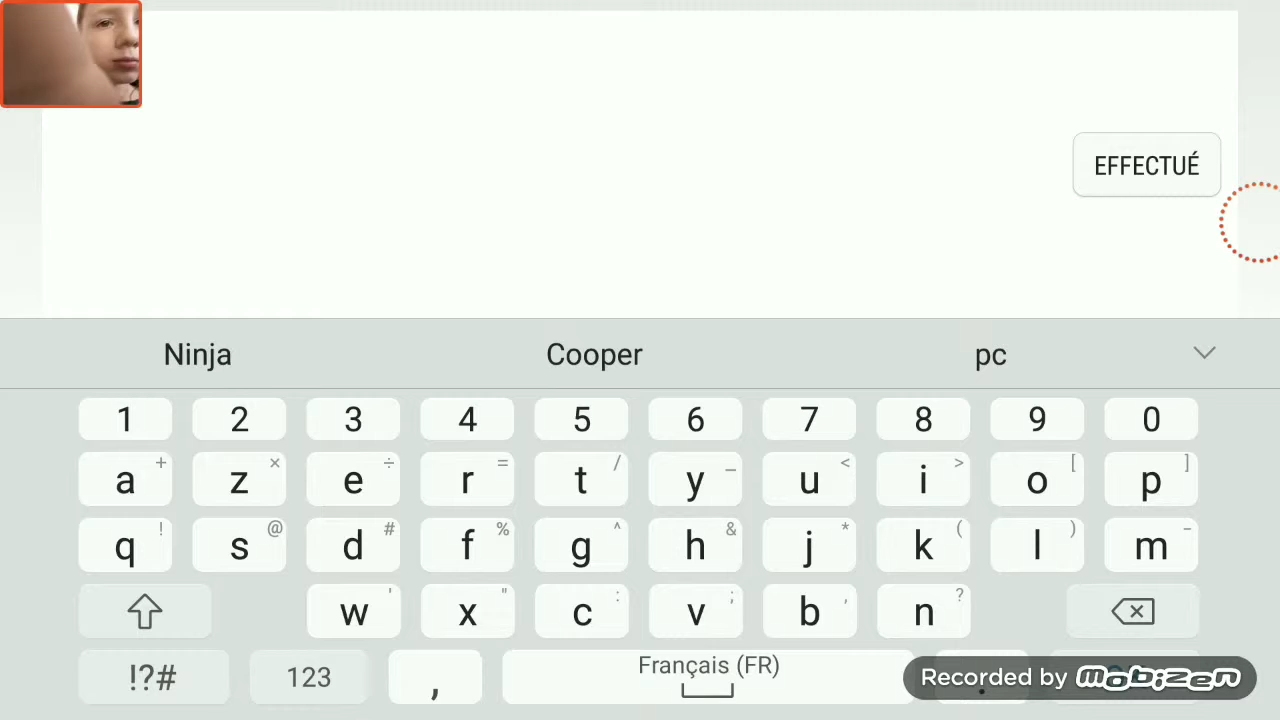 EFFECTUÉ
Ninja Cooper pc
1 2 3 4 5 6 7 8 9 0
a + z × e ÷ r = t / y _ u < i > o [ p ]
q ! s @ d # f % g ^ h & j * k ( l ) m -
w ' x " c : v ; b , n ?
!?# 123 , Français (FR) .
Recorded by mobizen